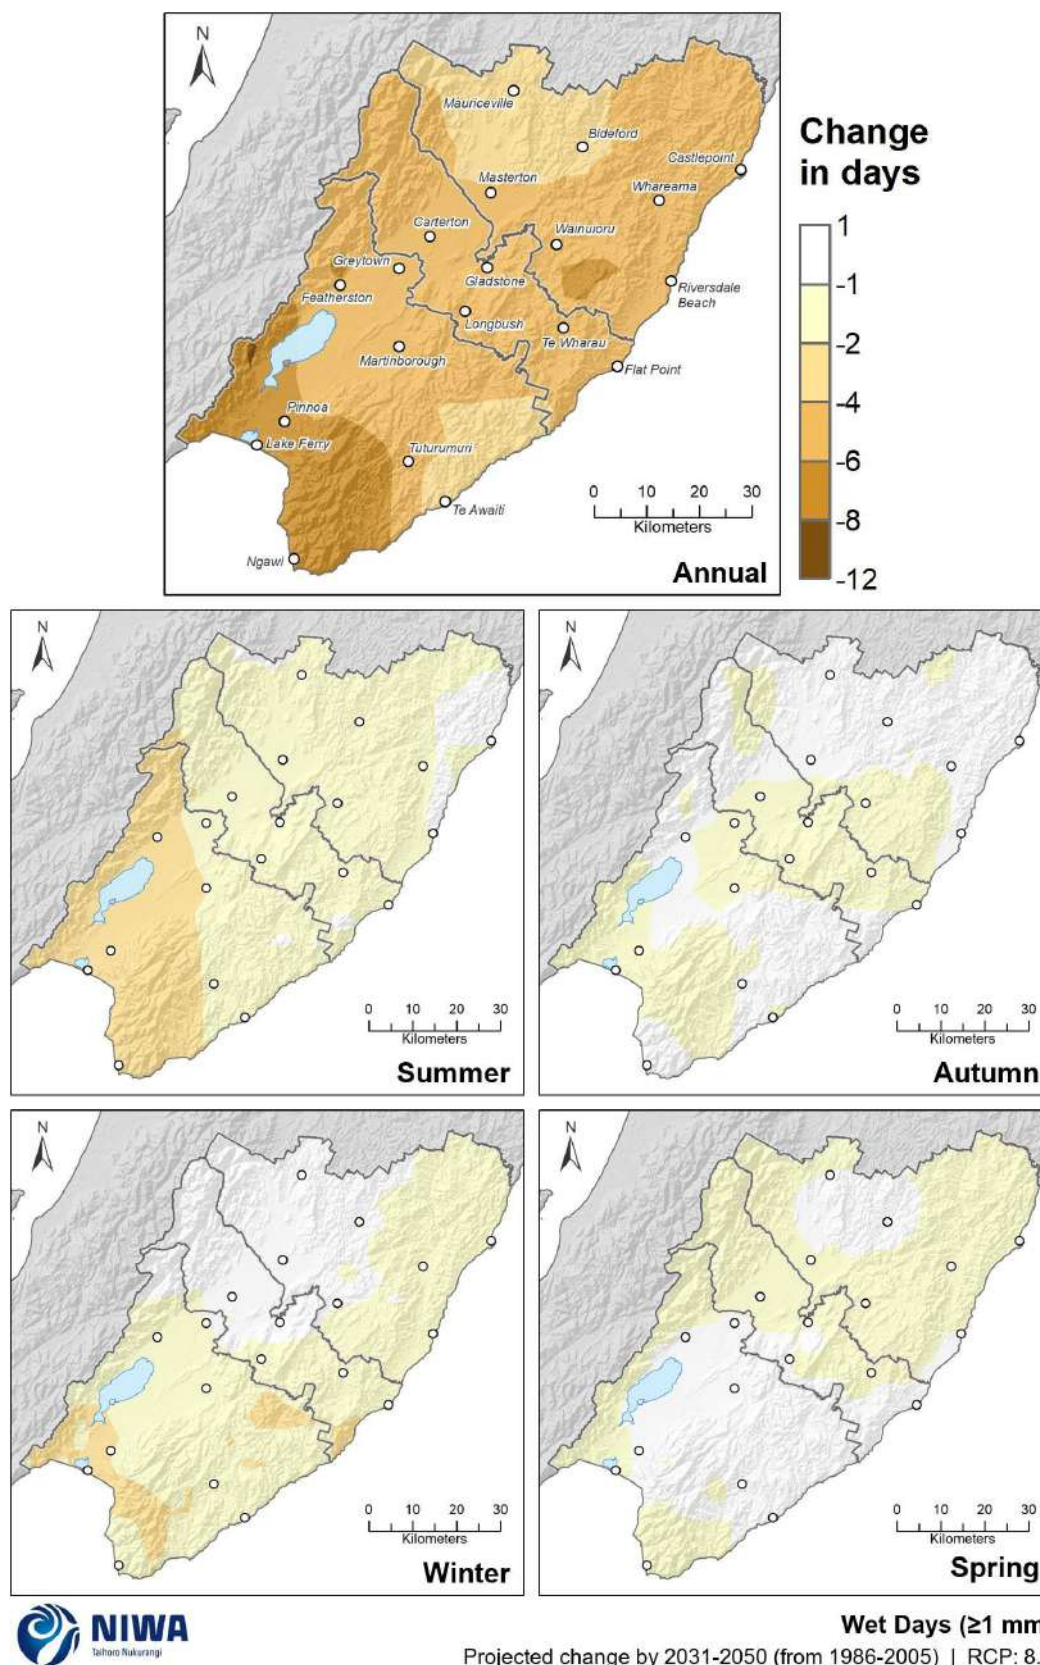 N
Mauriceville
Bideford
Castlepoint
Masterton
Whareama
Carterton
Wainuioru
Greytown
Gladstone
Featherston
Riversdale
Beach
Longbush
Te Wharau
Martinborough
Flat Point
Pinnoa
Lake Ferry
Tuturumuri
Te Awaiti
Ngawi
0 10 20 30
Kilometers
Annual
Change
in days
1
-1
-2
-4
-6
-8
-12
N
0 10 20 30
Kilometers
Summer
N
0 10 20 30
Kilometers
Autumn
N
0 10 20 30
Kilometers
Winter
N
0 10 20 30
Kilometers
Spring
NIWA
Taihoro Nukurangi
Wet Days (≥1 mm
Projected change by 2031-2050 (from 1986-2005) | RCP: 8.